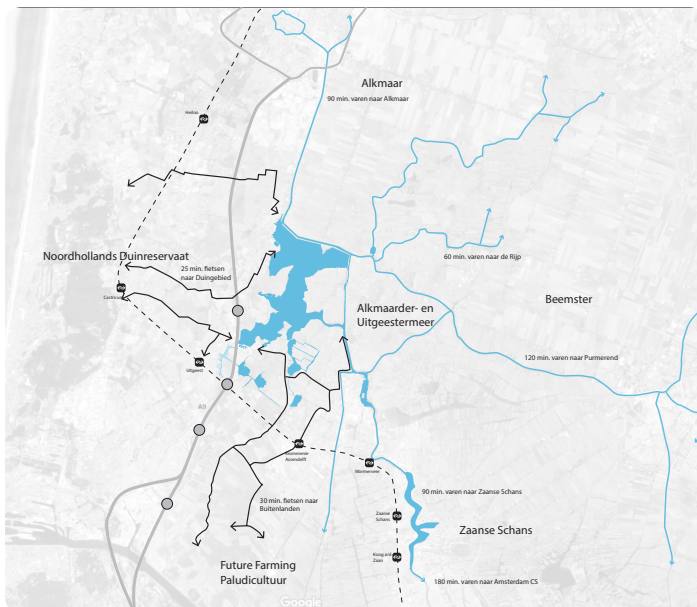 Alkmaar
90 min. varen naar Alkmaar
Heiloo
Noordhollands Duinreservaat
25 min. fietsen
naar Duingebied
60 min. varen naar de Rijp
Castricum
Alkmaarder- en
Uitgeestermeer
Beemster
120 min. varen naar Purmerend
Uitgeest
A9
Krommenie
Assendelft
Wormerveer
30 min. fietsen naar
Buitenlanden
90 min. varen naar Zaanse Schans
Zaanse
Schans
Zaanse Schans
Koog a/d
Zaan
Future Farming
Paludicultuur
180 min. varen naar Amsterdam CS
Google